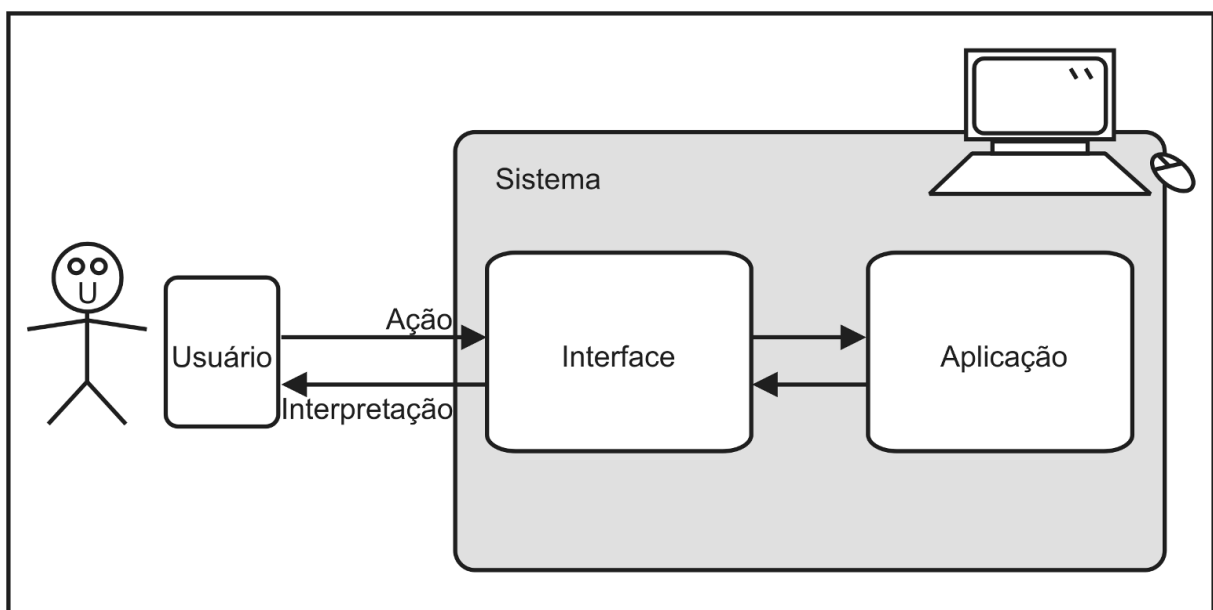 Sistema
Ação
Usuário
Interpretação
Interface
Aplicação